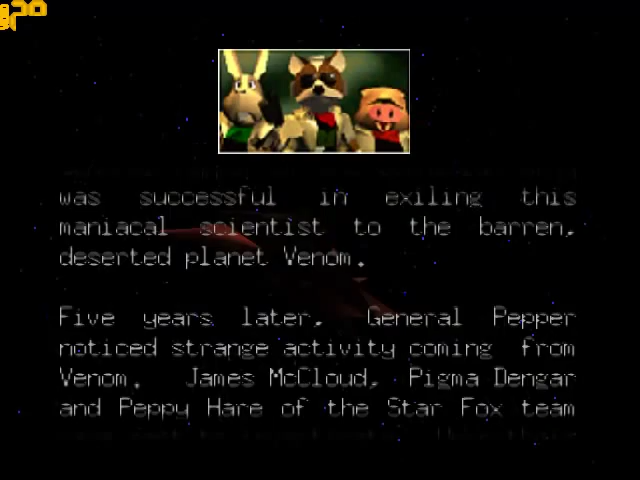 was successful in exiling this
maniacal scientist to the barren,
deserted planet Venom.
Five years later, General Pepper
noticed strange activity coming from
Venom. James McCloud, Pigma Dengar
and Peppy Hare of the Star Fox team